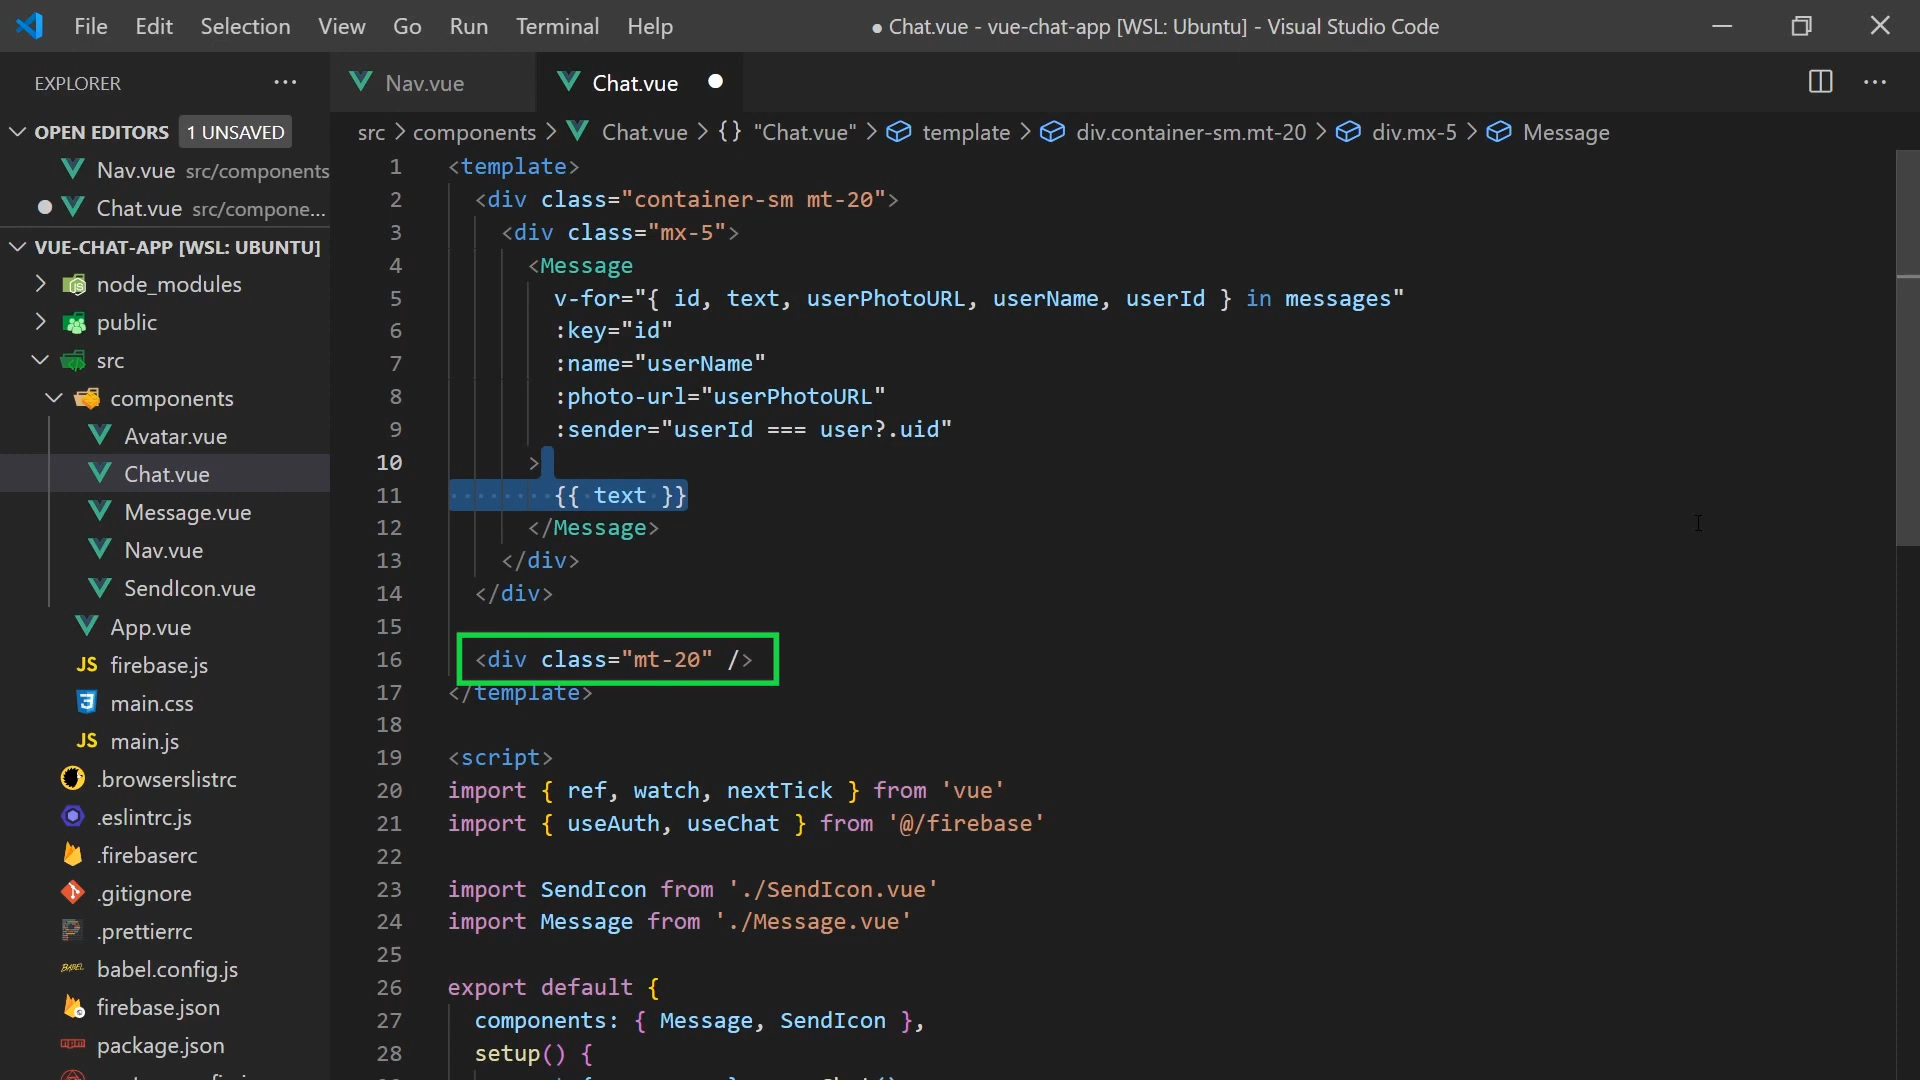 File Edit Selection View Go Run Terminal Help
● Chat.vue - vue-chat-app [WSL: Ubuntu] - Visual Studio Code
EXPLORER
OPEN EDITORS 1 UNSAVED
Nav.vue src/components
Chat.vue src/compone...
VUE-CHAT-APP [WSL: UBUNTU]
node_modules
public
src
components
Avatar.vue
Chat.vue
Message.vue
Nav.vue
SendIcon.vue
App.vue
JS firebase.js
main.css
JS main.js
.browserslistrc
.eslintrc.js
.firebaserc
.gitignore
.prettierrc
babel.config.js
firebase.json
package.json
Nav.vue
Chat.vue
src > components > Chat.vue > {} "Chat.vue" > template > div.container-sm.mt-20 > div.mx-5 > Message
1 <template>
2 <div class="container-sm mt-20">
3 <div class="mx-5">
4 <Message
5 v-for="{ id, text, userPhotoURL, userName, userId } in messages"
6 :key="id"
7 :name="userName"
8 :photo-url="userPhotoURL"
9 :sender="userId === user?.uid"
10 >
11 {{ text }}
12 </Message>
13 </div>
14 </div>
15
16 <div class="mt-20" />
17 </template>
18
19 <script>
20 import { ref, watch, nextTick } from 'vue'
21 import { useAuth, useChat } from '@/firebase'
22
23 import SendIcon from './SendIcon.vue'
24 import Message from './Message.vue'
25
26 export default {
27 components: { Message, SendIcon },
28 setup() {